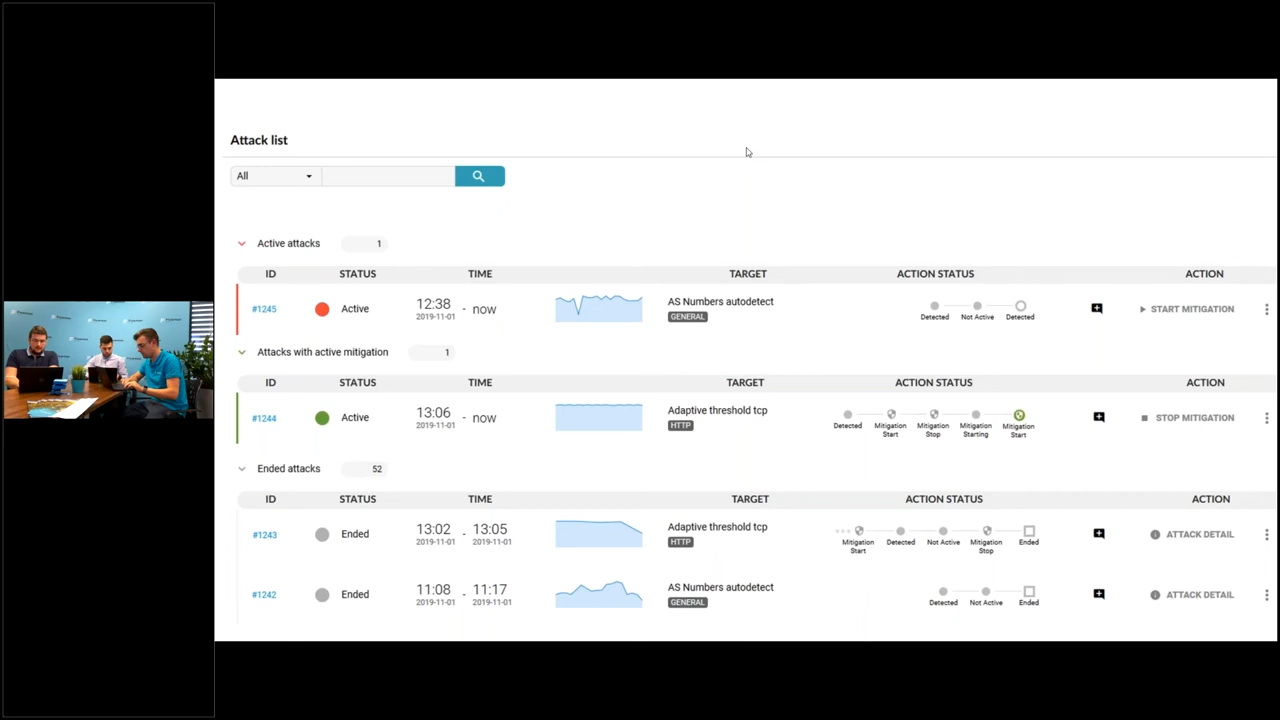 Attack list
All
Active attacks 1
ID STATUS TIME TARGET ACTION STATUS ACTION
#1245 Active 12:38 2019-11-01 - now AS Numbers autodetect GENERAL Detected Not Active Detected START MITIGATION
Attacks with active mitigation 1
ID STATUS TIME TARGET ACTION STATUS ACTION
#1244 Active 13:06 2019-11-01 - now Adaptive threshold tcp HTTP Detected Mitigation Start Mitigation Stop Mitigation Starting Mitigation Start STOP MITIGATION
Ended attacks 52
ID STATUS TIME TARGET ACTION STATUS ACTION
#1243 Ended 13:02 2019-11-01 - 13:05 2019-11-01 Adaptive threshold tcp HTTP Mitigation Start Detected Not Active Mitigation Stop Ended ATTACK DETAIL
#1242 Ended 11:08 2019-11-01 - 11:17 2019-11-01 AS Numbers autodetect GENERAL Detected Not Active Ended ATTACK DETAIL